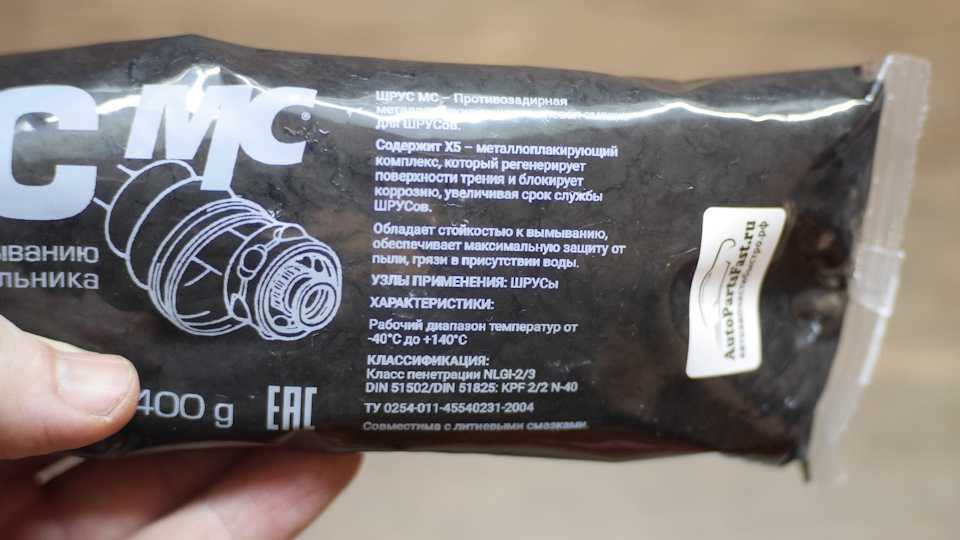 С МС®
ыванию
льника
400 g
EAC
ШРУС МС – Противозадирная
для ШРУСов.
Содержит X5 – металлоплакирующий
комплекс, который регенерирует
поверхности трения и блокирует
коррозию, увеличивая срок службы
ШРУСов.
Обладает стойкостью к вымыванию,
обеспечивает максимальную защиту от
пыли, грязи в присутствии воды.
УЗЛЫ ПРИМЕНЕНИЯ: ШРУСы
ХАРАКТЕРИСТИКИ:
Рабочий диапазон температур от
-40°С до +140°С
КЛАССИФИКАЦИЯ:
Класс пенетрации NLGI-2/3
DIN 51502/DIN 51825: KPF 2/2 N-40
ТУ 0254-011-45540231-2004
Совместима с литиевыми смазками.
AutoPartsFast.ru